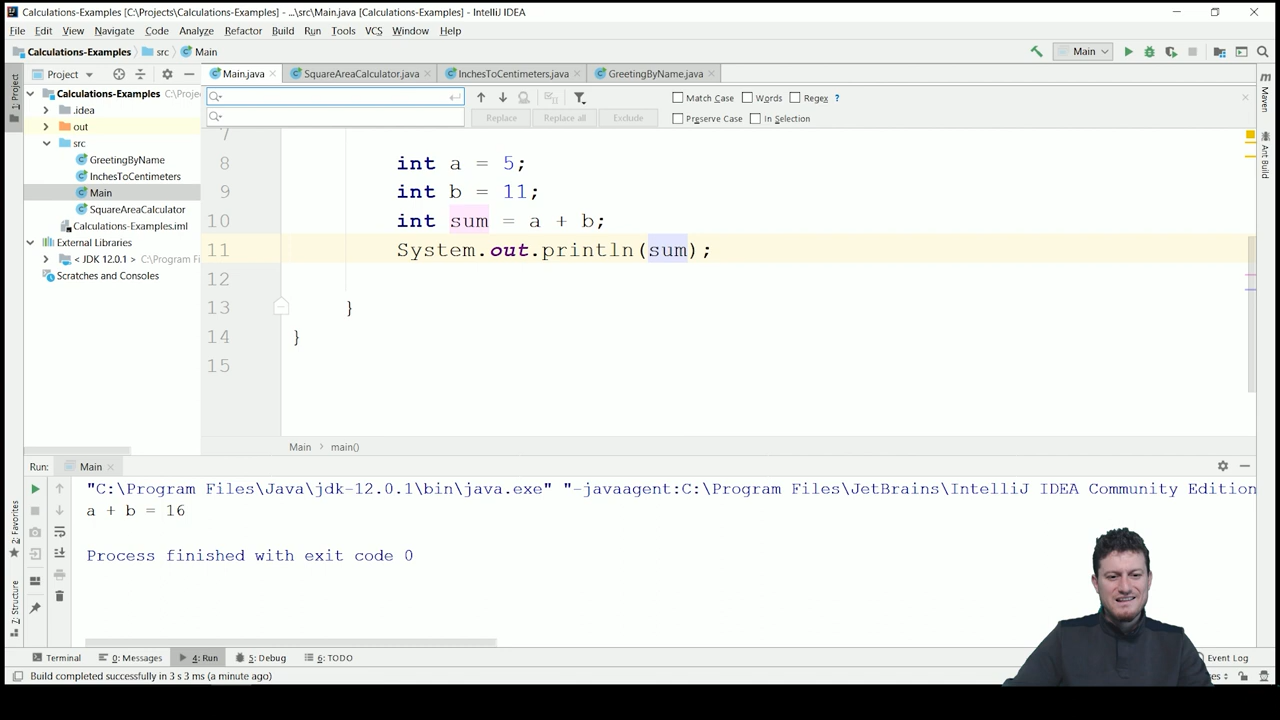 Calculations-Examples [C:\Projects\Calculations-Examples] - ...\src\Main.java [Calculations-Examples] - IntelliJ IDEA
File Edit View Navigate Code Analyze Refactor Build Run Tools VCS Window Help
Calculations-Examples src Main
Main
1: Project
Project
Main.java SquareAreaCalculator.java InchesToCentimeters.java GreetingByName.java
Maven
Ant Build
Calculations-Examples C:\Proje
.idea
out
src
GreetingByName
InchesToCentimeters
Main
SquareAreaCalculator
Calculations-Examples.iml
External Libraries
< JDK 12.0.1 > C:\Program Fi
Scratches and Consoles
Match Case Words Regex ?
Replace Replace all Exclude Preserve Case In Selection
7
8 int a = 5;
9 int b = 11;
10 int sum = a + b;
11 System.out.println(sum);
12
13 }
14 }
15
Main > main()
Run: Main
"C:\Program Files\Java\jdk-12.0.1\bin\java.exe" "-javaagent:C:\Program Files\JetBrains\IntelliJ IDEA Community Edition
a + b = 16
Process finished with exit code 0
2: Favorites
7: Structure
Terminal 0: Messages 4: Run 5: Debug 6: TODO Event Log
Build completed successfully in 3 s 3 ms (a minute ago)